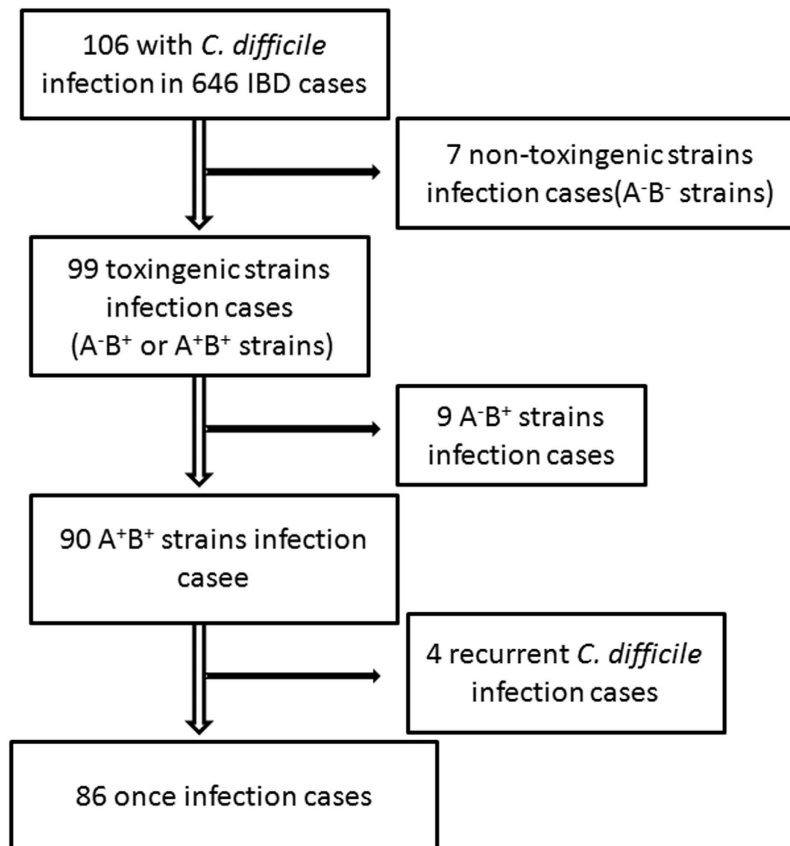 106 with C. difficile
infection in 646 IBD cases
7 non-toxingenic strains
infection cases(A⁻B⁻ strains)
99 toxingenic strains
infection cases
(A⁻B⁺ or A⁺B⁺ strains)
9 A⁻B⁺ strains
infection cases
90 A⁺B⁺ strains infection
casee
4 recurrent C. difficile
infection cases
86 once infection cases